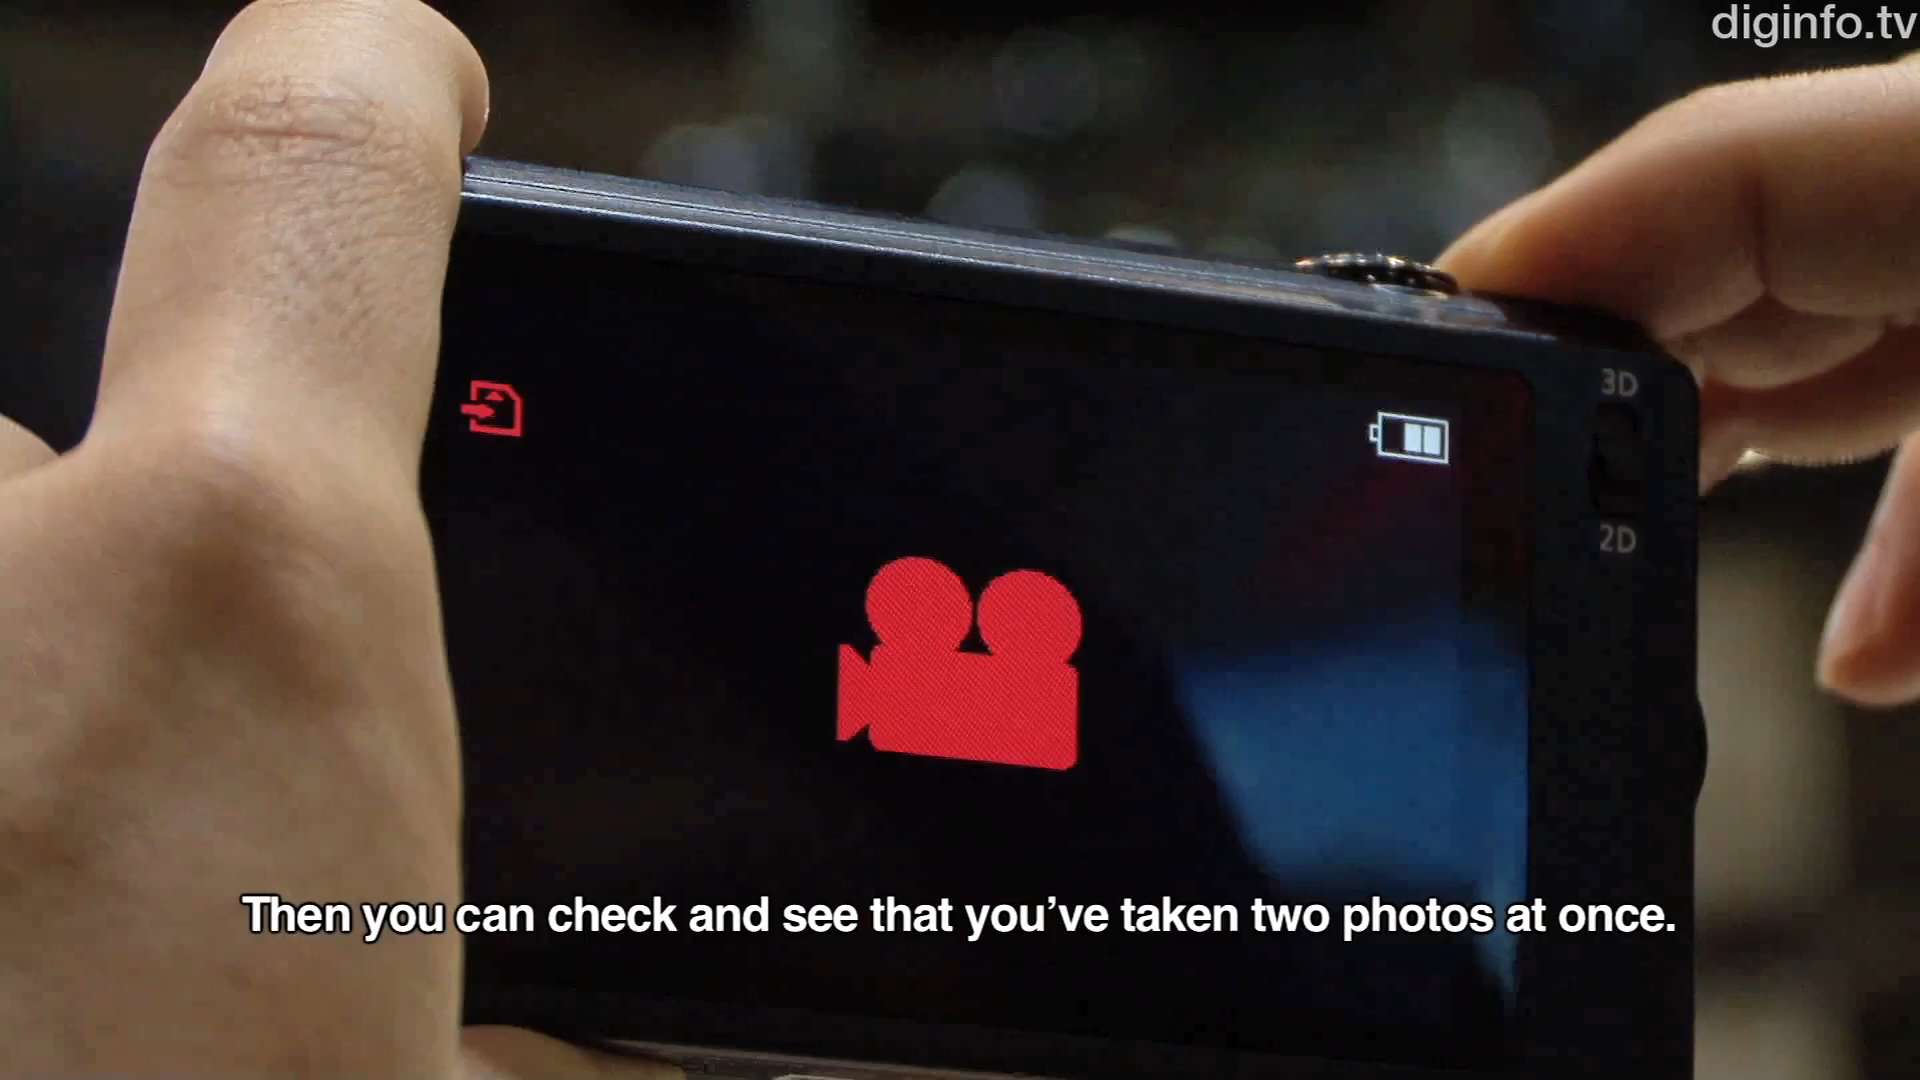 diginfo.tv
3D
2D
Then you can check and see that you've taken two photos at once.